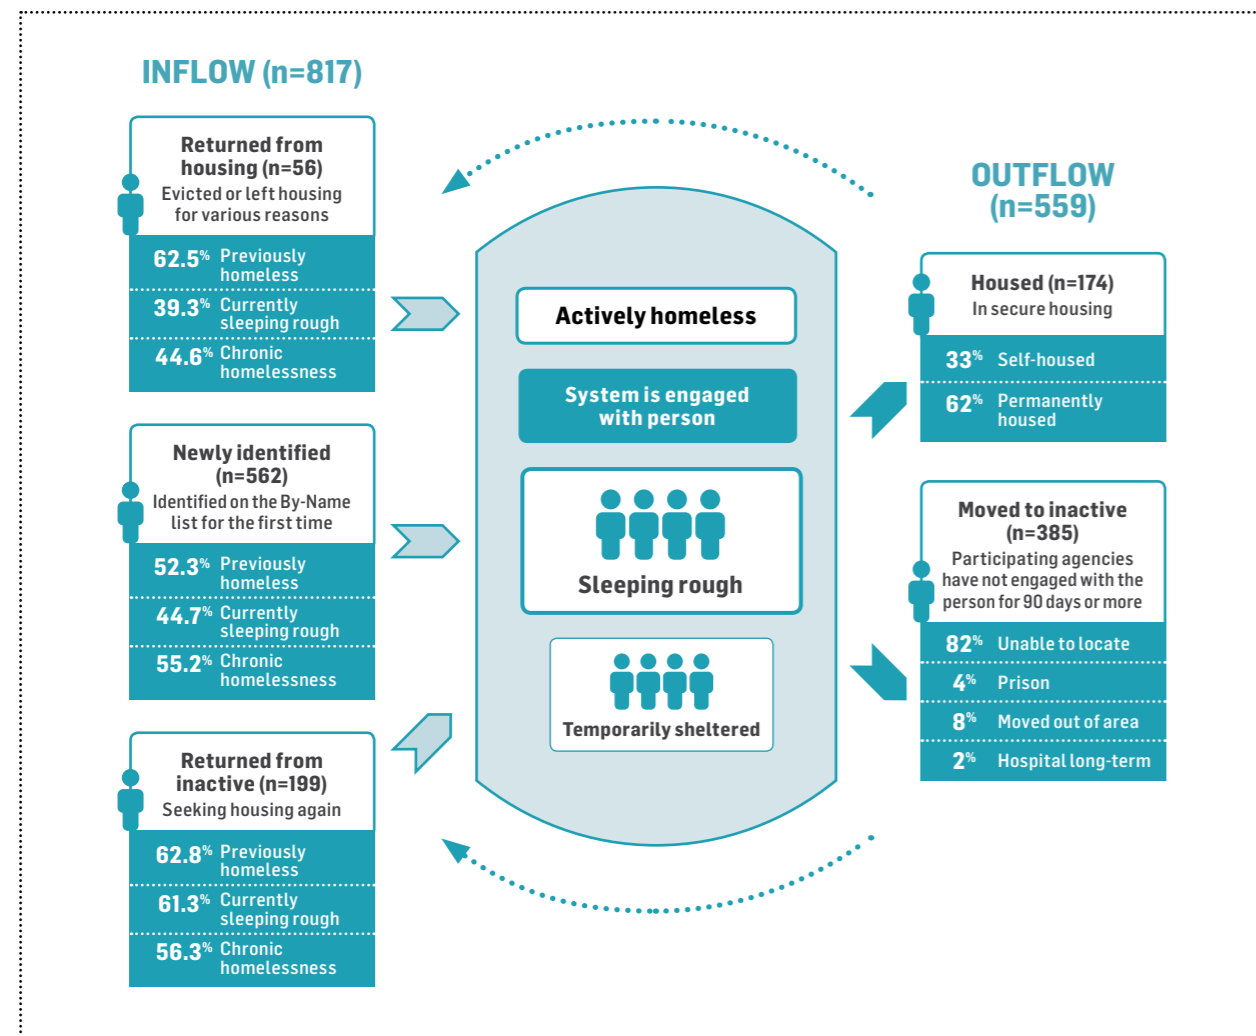 INFLOW (n=817)
Returned from
housing (n=56)
Evicted or left housing
for various reasons
62.5% Previously
homeless
39.3% Currently
sleeping rough
44.6% Chronic
homelessness
Newly identified
(n=562)
Identified on the By-Name
list for the first time
52.3% Previously
homeless
44.7% Currently
sleeping rough
55.2% Chronic
homelessness
Returned from
inactive (n=199)
Seeking housing again
62.8% Previously
homeless
61.3% Currently
sleeping rough
56.3% Chronic
homelessness
Actively homeless
System is engaged
with person
Sleeping rough
Temporarily sheltered
OUTFLOW
(n=559)
Housed (n=174)
In secure housing
33% Self-housed
62% Permanently
housed
Moved to inactive
(n=385)
Participating agencies
have not engaged with the
person for 90 days or more
82% Unable to locate
4% Prison
8% Moved out of area
2% Hospital long-term